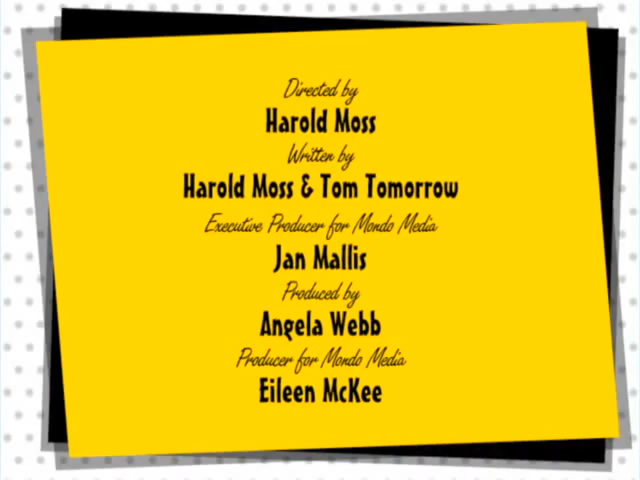 Directed by
Harold Moss
Written by
Harold Moss & Tom Tomorrow
Executive Producer for Mondo Media
Jan Mallis
Produced by
Angela Webb
Producer for Mondo Media
Eileen McKee